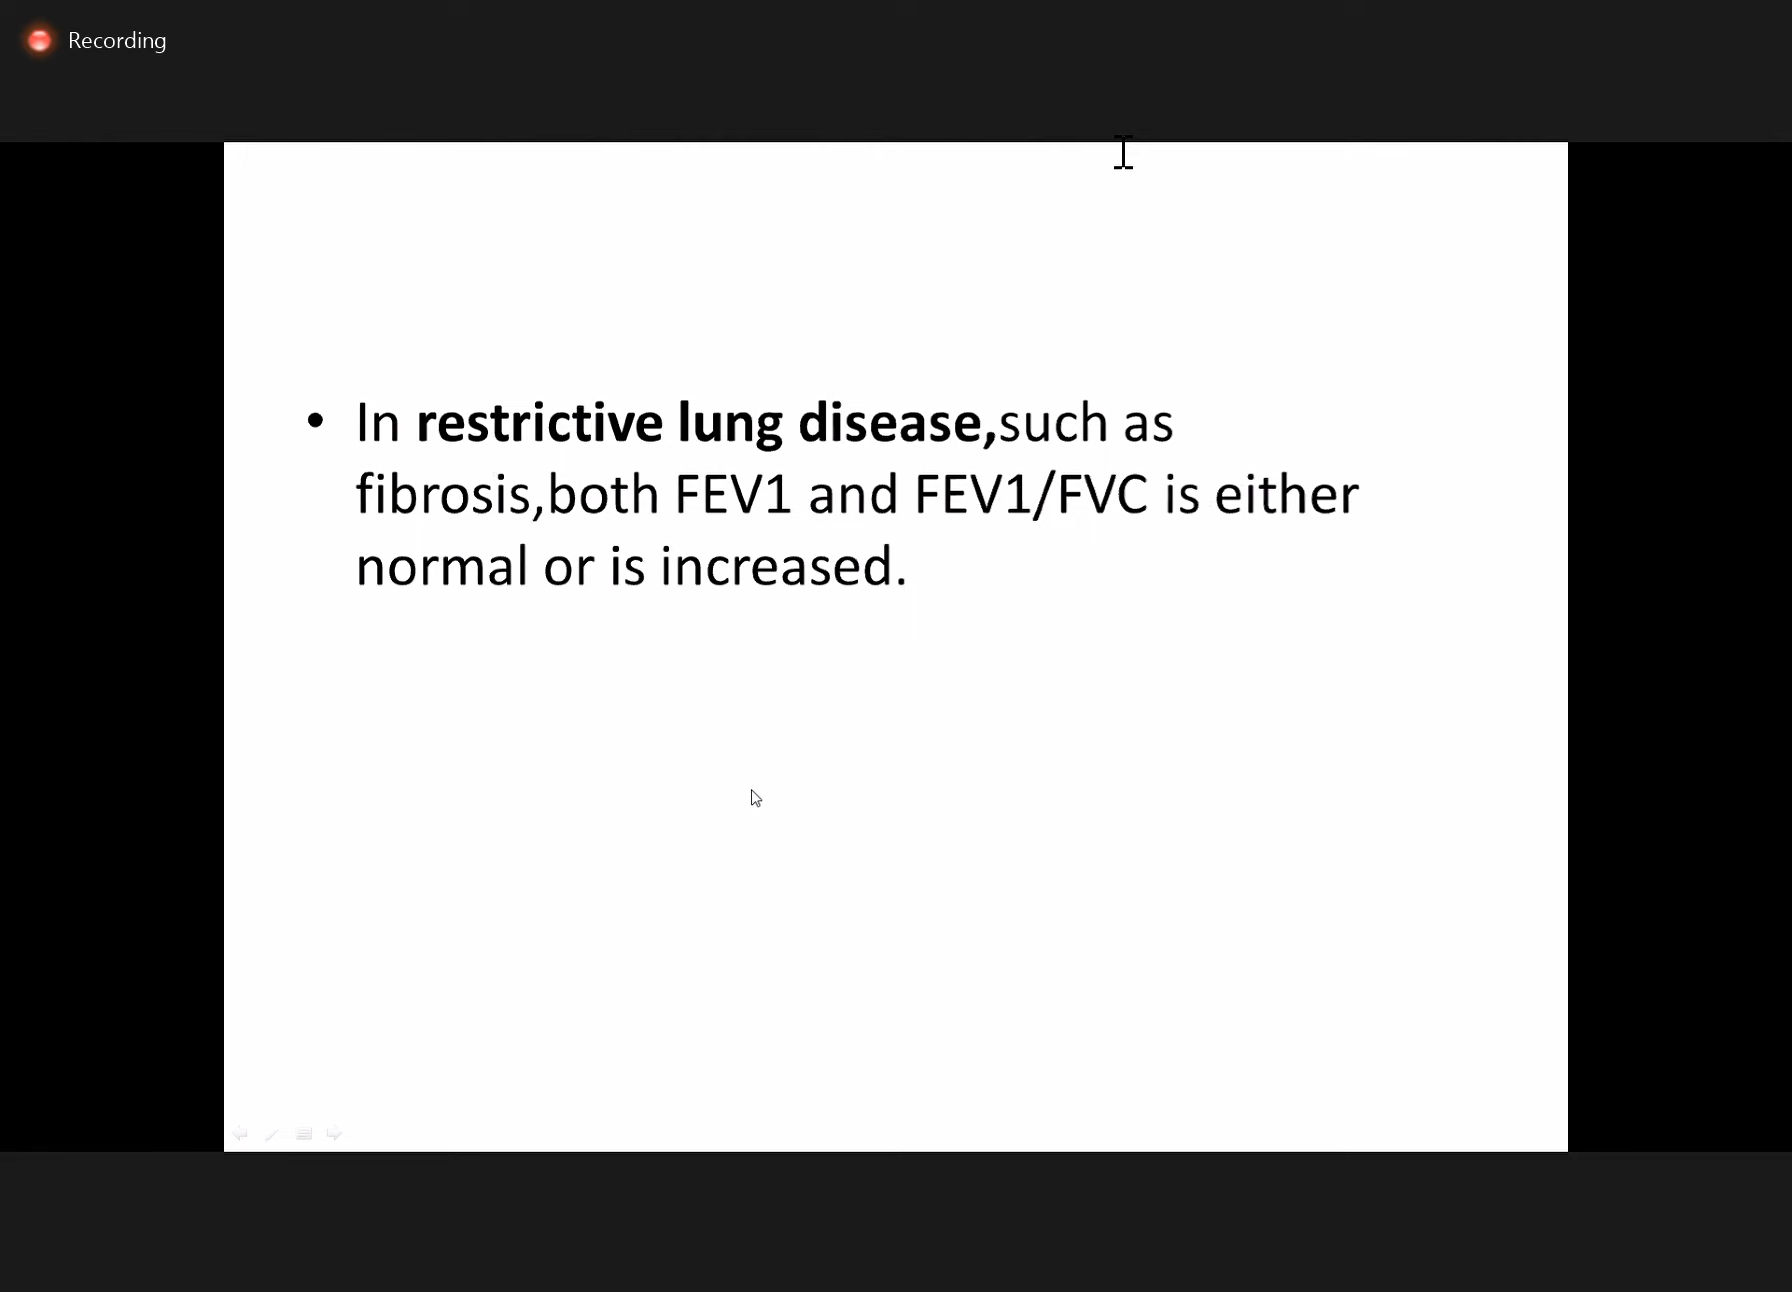 Recording
• In restrictive lung disease,such as
fibrosis,both FEV1 and FEV1/FVC is either
normal or is increased.